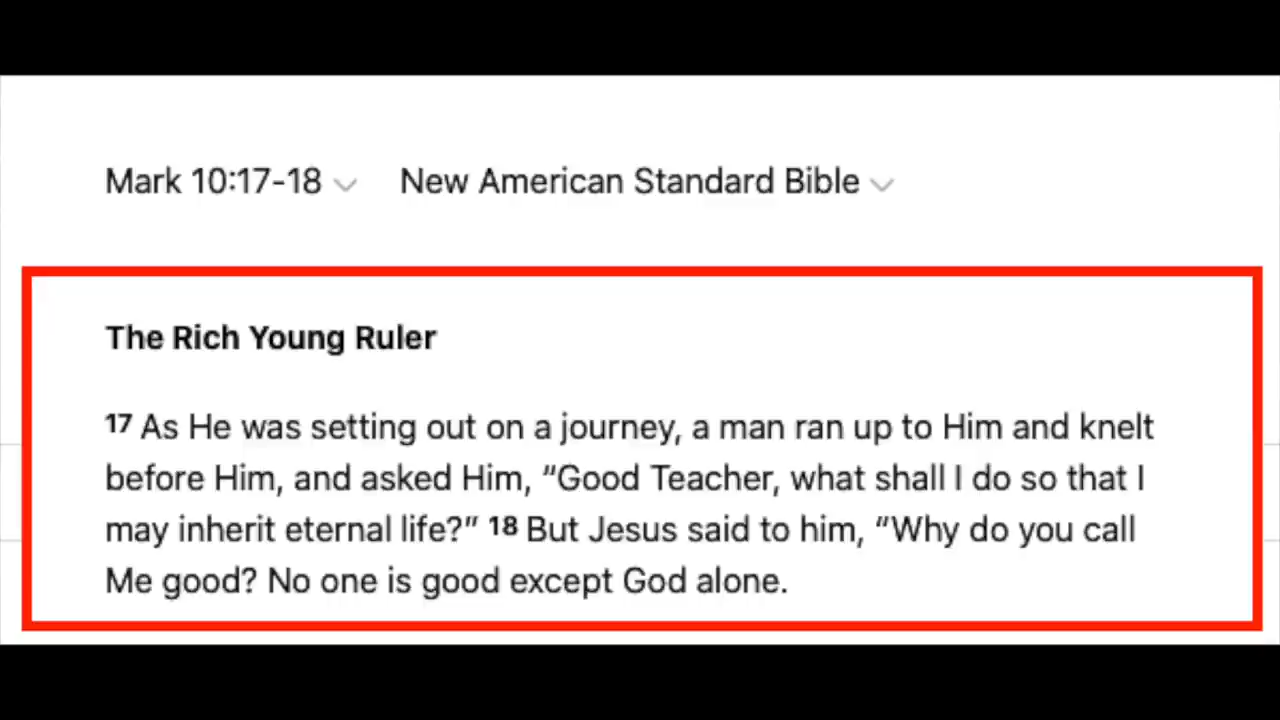 Mark 10:17-18 New American Standard Bible
The Rich Young Ruler
17 As He was setting out on a journey, a man ran up to Him and knelt
before Him, and asked Him, “Good Teacher, what shall I do so that I
may inherit eternal life?” 18 But Jesus said to him, “Why do you call
Me good? No one is good except God alone.